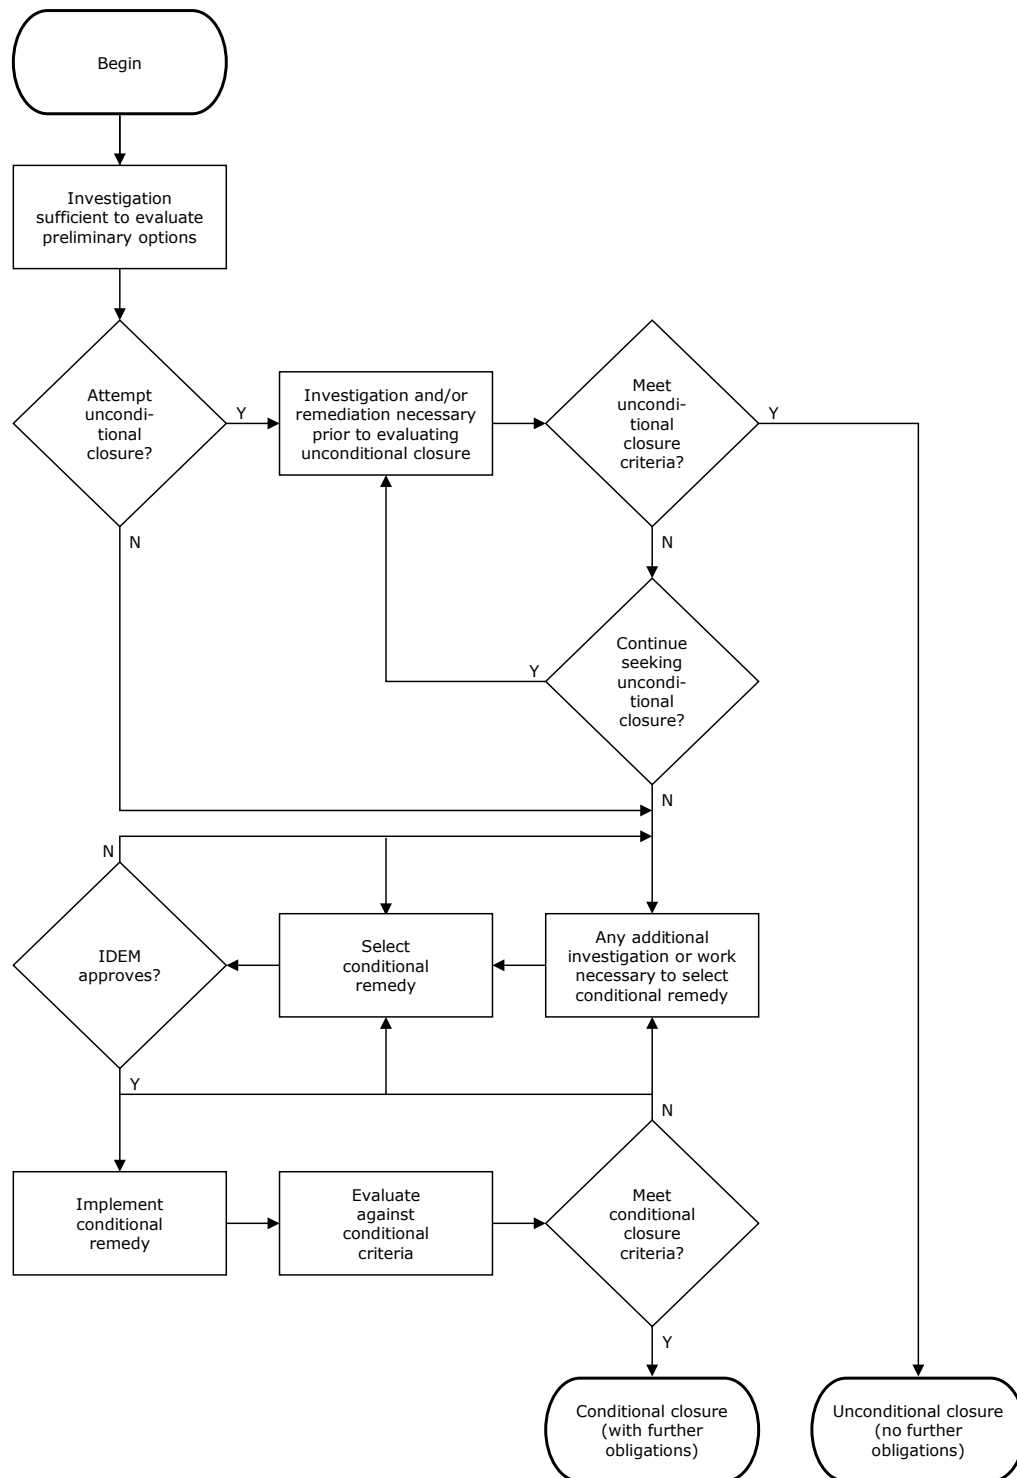 Begin
Investigation
sufficient to evaluate
preliminary options
Attempt
uncondi-
tional
closure?
Y
N
Investigation and/or
remediation necessary
prior to evaluating
unconditional closure
Meet
uncondi-
tional
closure
criteria?
Y
N
Continue
seeking
uncondi-
tional
closure?
Y
N
N
IDEM
approves?
Y
Select
conditional
remedy
Any additional
investigation or work
necessary to select
conditional remedy
N
Implement
conditional
remedy
Evaluate
against
conditional
criteria
Meet
conditional
closure
criteria?
Y
Conditional closure
(with further
obligations)
Unconditional closure
(no further
obligations)